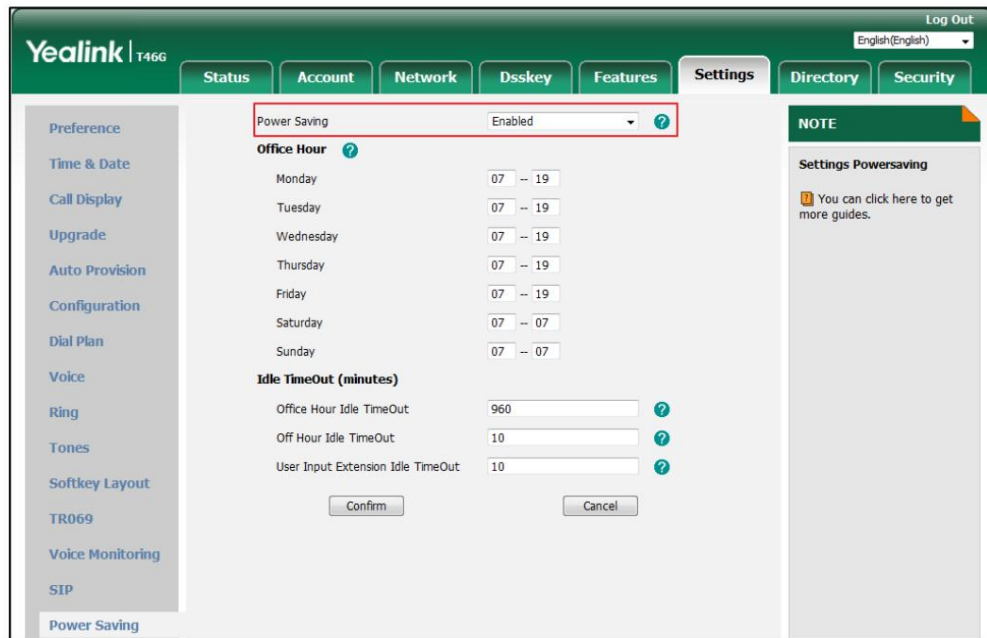 Log Out
Yealink T46G
English(English)
Status Account Network Dsskey Features Settings Directory Security
Preference
Time & Date
Call Display
Upgrade
Auto Provision
Configuration
Dial Plan
Voice
Ring
Tones
Softkey Layout
TR069
Voice Monitoring
SIP
Power Saving
Power Saving Enabled ?
Office Hour ?
Monday 07 -- 19
Tuesday 07 -- 19
Wednesday 07 -- 19
Thursday 07 -- 19
Friday 07 -- 19
Saturday 07 -- 07
Sunday 07 -- 07
Idle TimeOut (minutes)
Office Hour Idle TimeOut 960 ?
Off Hour Idle TimeOut 10 ?
User Input Extension Idle TimeOut 10 ?
Confirm Cancel
NOTE
Settings Powersaving
? You can click here to get
more guides.